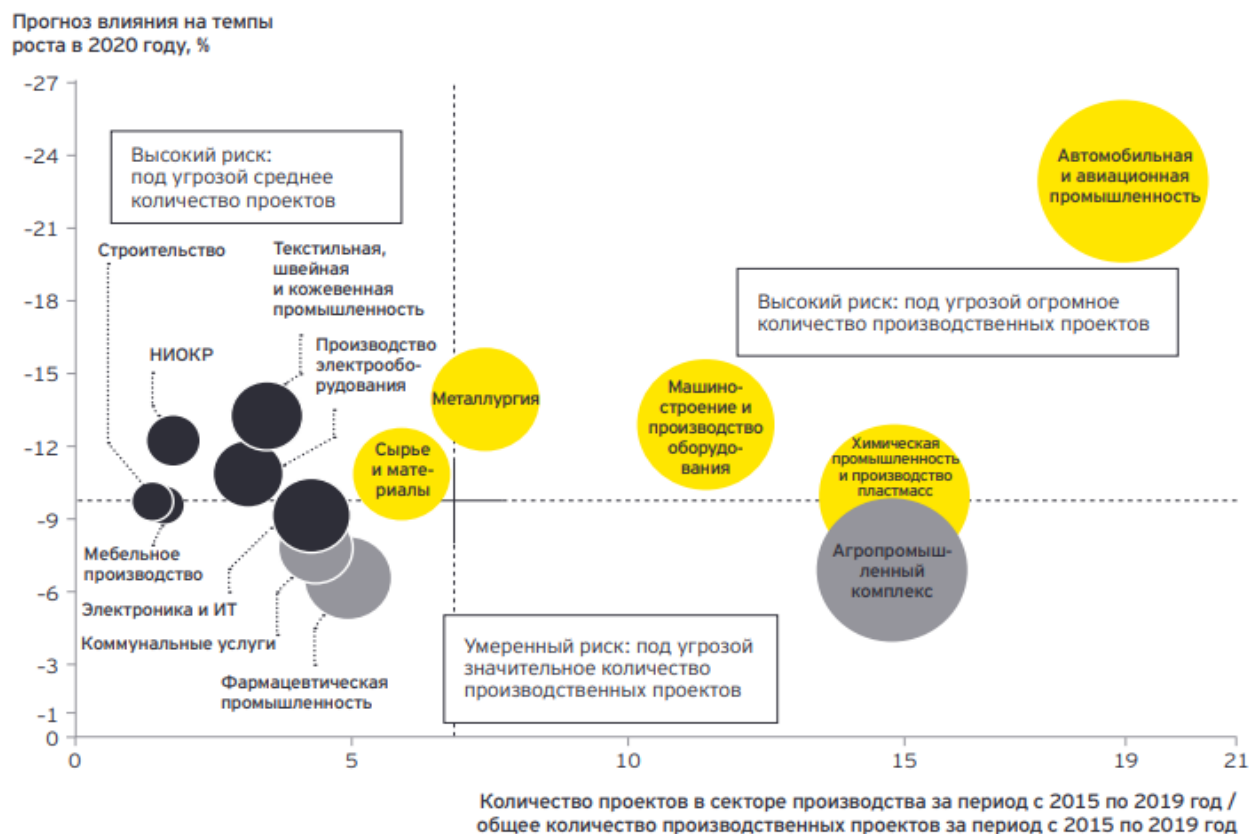 Прогноз влияния на темпы
роста в 2020 году, %
-27
-24
-21
-18
-15
-12
-9
-6
-3
-1
0
Высокий риск:
под угрозой среднее
количество проектов
Автомобильная
и авиационная
промышленность
Строительство
Текстильная,
швейная
и кожевенная
промышленность
Высокий риск: под угрозой огромное
количество производственных проектов
НИОКР
Производство
электрообо-
рудования
Металлургия
Машино-
строение и
производство
оборудо-
вания
Сырье
и мате-
риалы
Химическая
промышленность
и производство
пластмасс
Агропромыш-
ленный
комплекс
Мебельное
производство
Электроника и ИТ
Коммунальные услуги
Фармацевтическая
промышленность
Умеренный риск: под угрозой
значительное количество
производственных проектов
0
5
10
15
19
21
Количество проектов в секторе производства за период с 2015 по 2019 год /
общее количество производственных проектов за период с 2015 по 2019 год